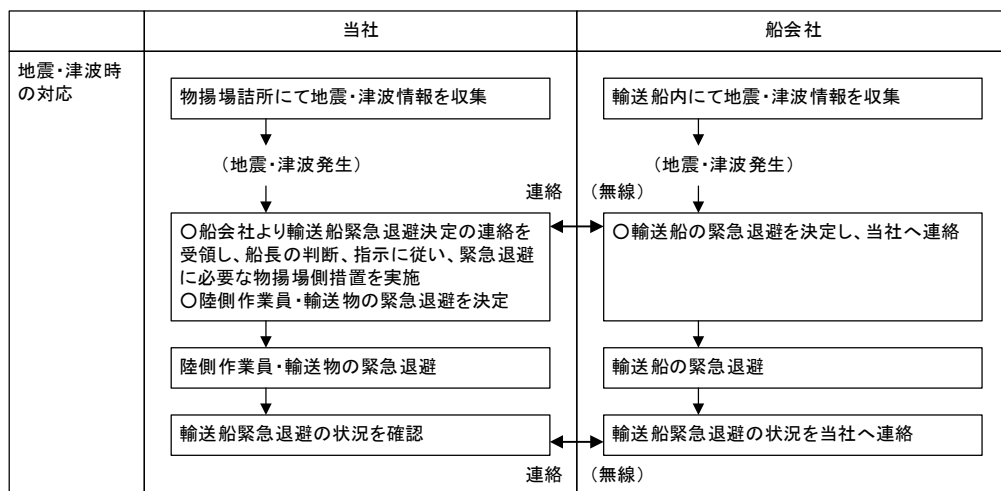 当社
船会社
地震・津波時
の対応
物揚場詰所にて地震・津波情報を収集
輸送船内にて地震・津波情報を収集
（地震・津波発生）
（地震・津波発生）
連絡 （無線）
○船会社より輸送船緊急退避決定の連絡を
受領し、船長の判断、指示に従い、緊急退避
に必要な物揚場側措置を実施
○陸側作業員・輸送物の緊急退避を決定
○輸送船の緊急退避を決定し、当社へ連絡
陸側作業員・輸送物の緊急退避
輸送船の緊急退避
輸送船緊急退避の状況を確認
輸送船緊急退避の状況を当社へ連絡
連絡 （無線）